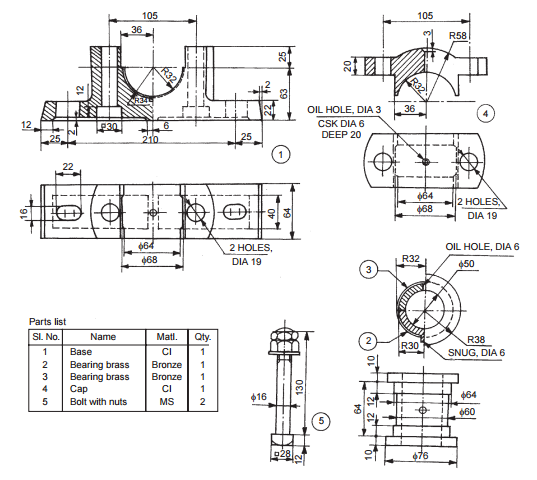 105
36
R32
R34
12
12
2
30
6
25
210
25
2
22
25
63
1
22
16
ϕ64
ϕ68
40
64
2 HOLES,
DIA 19
105
3
R58
20
R32
36
4
OIL HOLE, DIA 3
CSK DIA 6
DEEP 20
ϕ64
ϕ68
2 HOLES,
DIA 19
R32
OIL HOLE, DIA 6
ϕ50
3
2
R30
R38
SNUG, DIA 6
10
12
64
12
10
ϕ64
ϕ60
ϕ76
ϕ16
130
5
28
12
Parts list
Sl. No. Name Matl. Qty.
1 Base CI 1
2 Bearing brass Bronze 1
3 Bearing brass Bronze 1
4 Cap CI 1
5 Bolt with nuts MS 2